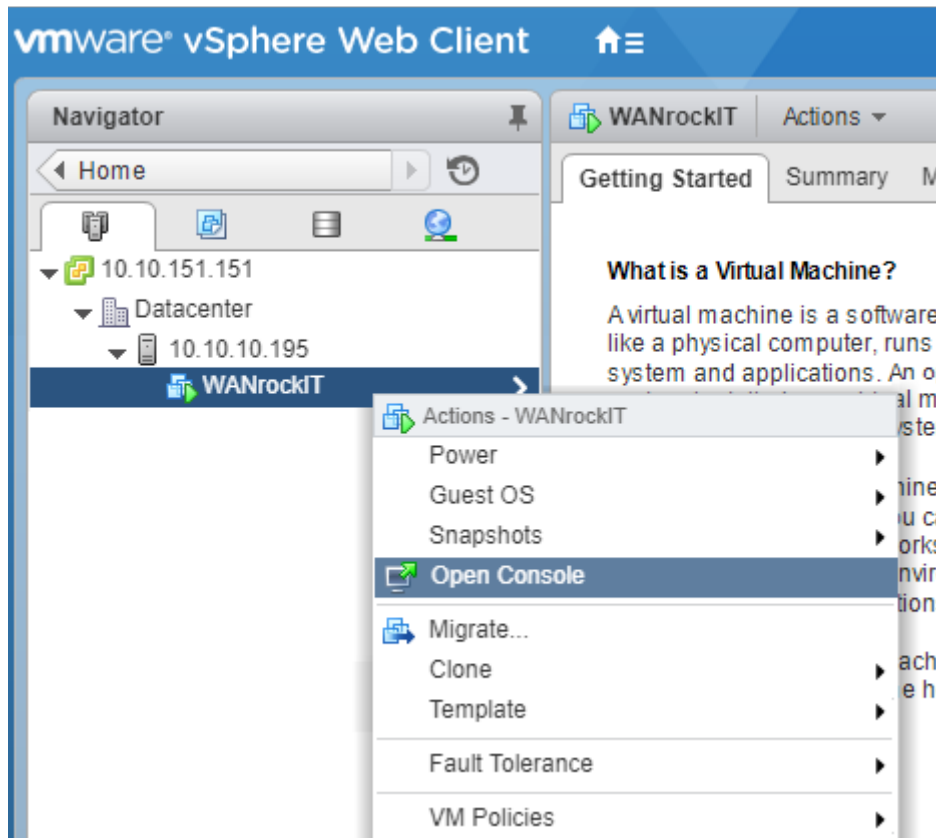 vmware® vSphere Web Client
Navigator
Home
10.10.151.151
Datacenter
10.10.10.195
WANrockIT
WANrockIT Actions
Getting Started Summary
What is a Virtual Machine?
A virtual machine is a software
like a physical computer, runs
system and applications. An o
Actions - WANrockIT
Power
Guest OS
Snapshots
Open Console
Migrate...
Clone
Template
Fault Tolerance
VM Policies